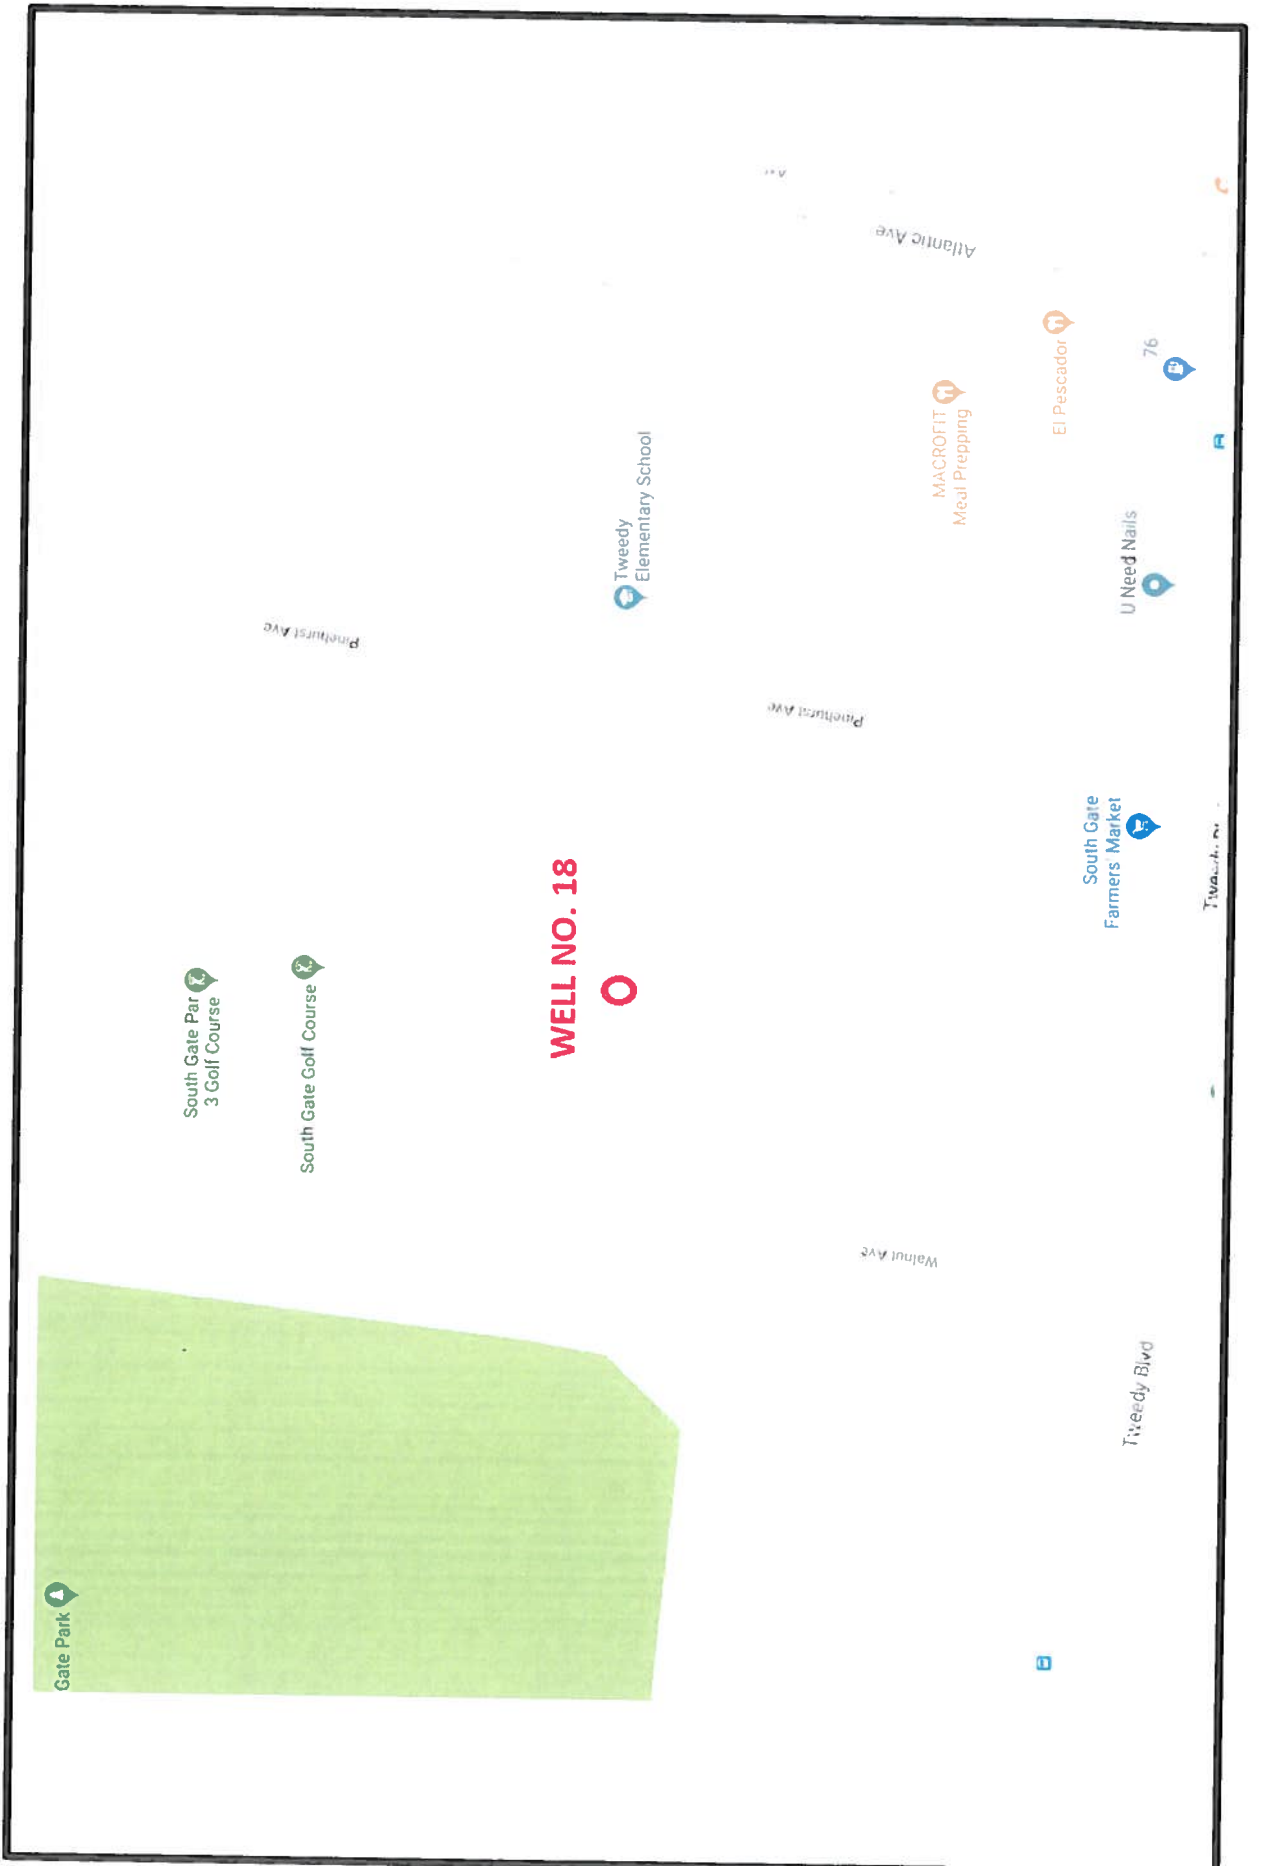 Gate Park
South Gate Par
3 Golf Course
South Gate Golf Course
WELL NO. 18
Tweedy
Elementary School
Pinehurst Ave
Pinehurst Ave
Atlantic Ave
MACROFIT
Meal Prepping
El Pescador
76
U Need Nails
South Gate
Farmers' Market
Walnut Ave
Tweedy Blvd